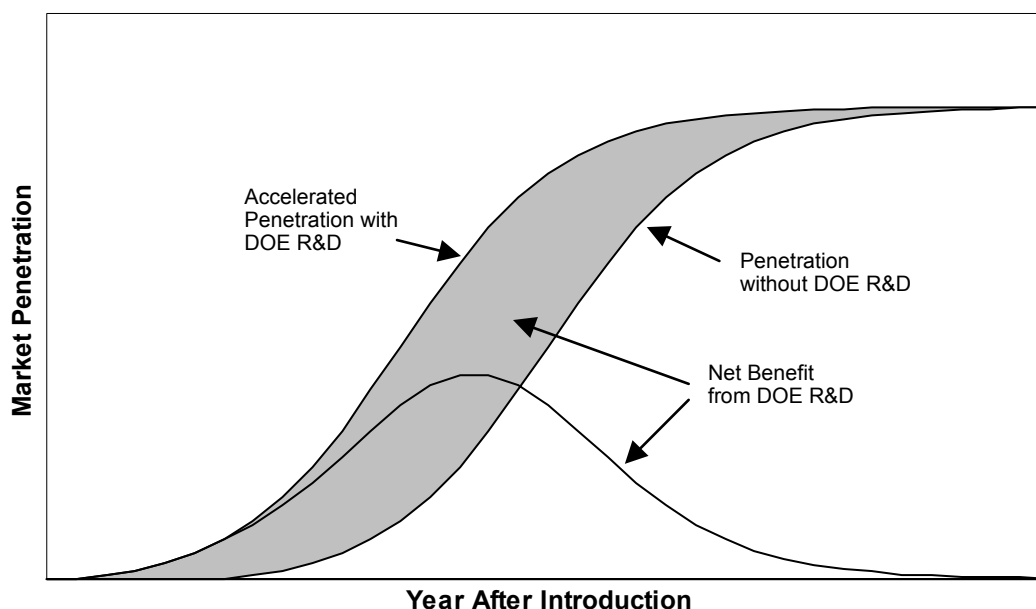 Accelerated
Penetration with
DOE R&D
Penetration
without DOE R&D
Net Benefit
from DOE R&D
Market Penetration
Year After Introduction